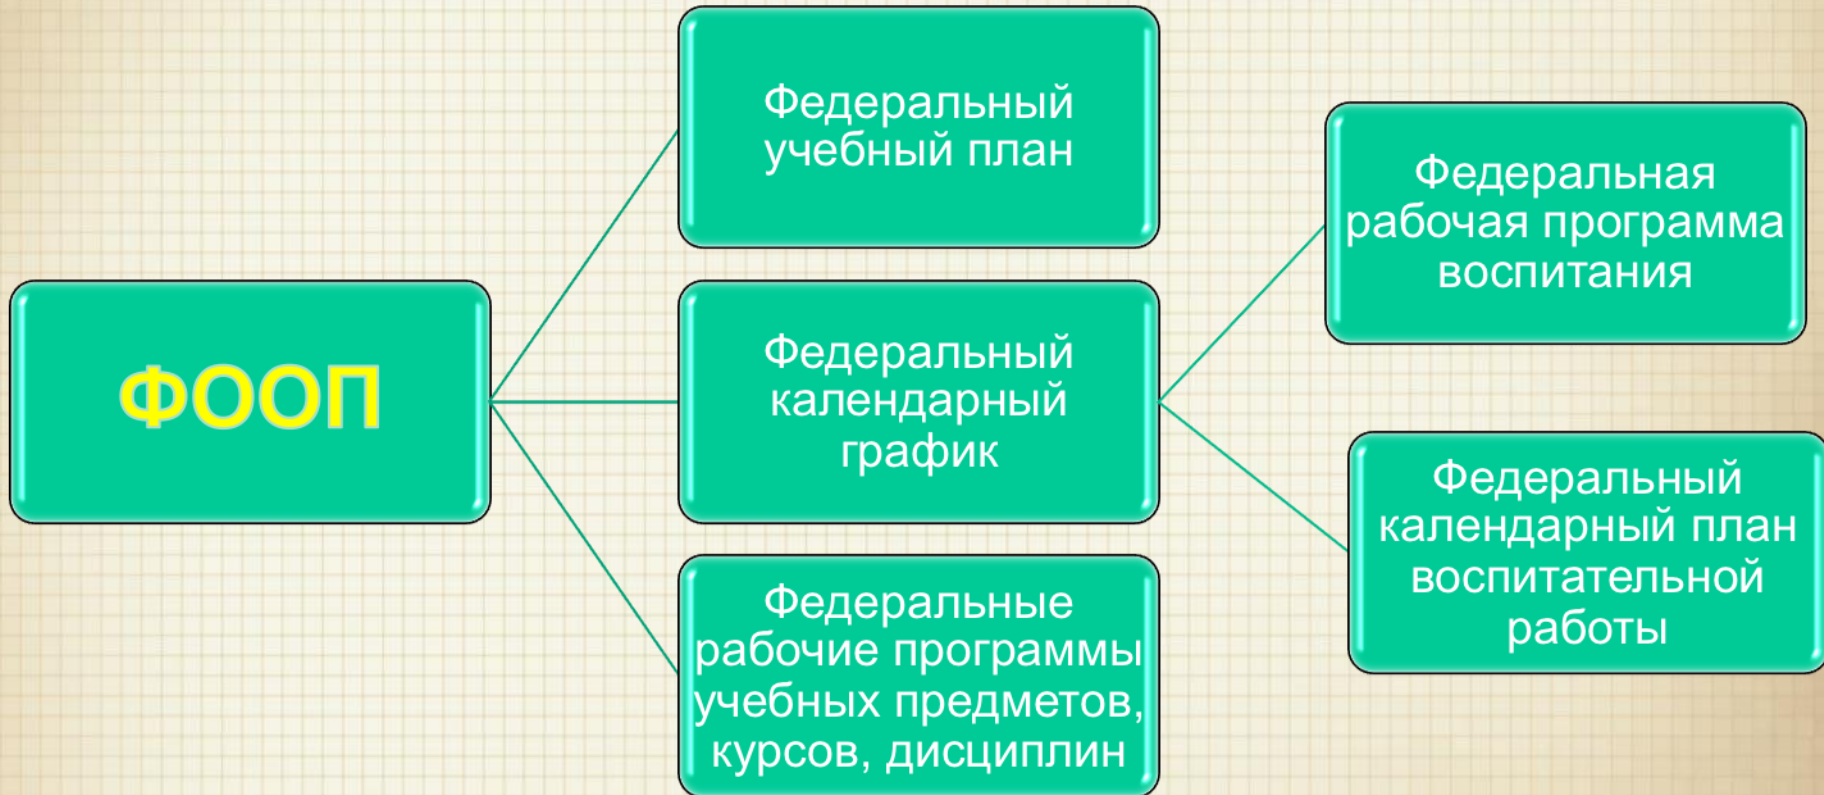 ФООП
Федеральный
учебный план
Федеральный
календарный
график
Федеральные
рабочие программы
учебных предметов,
курсов, дисциплин
Федеральная
рабочая программа
воспитания
Федеральный
календарный план
воспитательной
работы